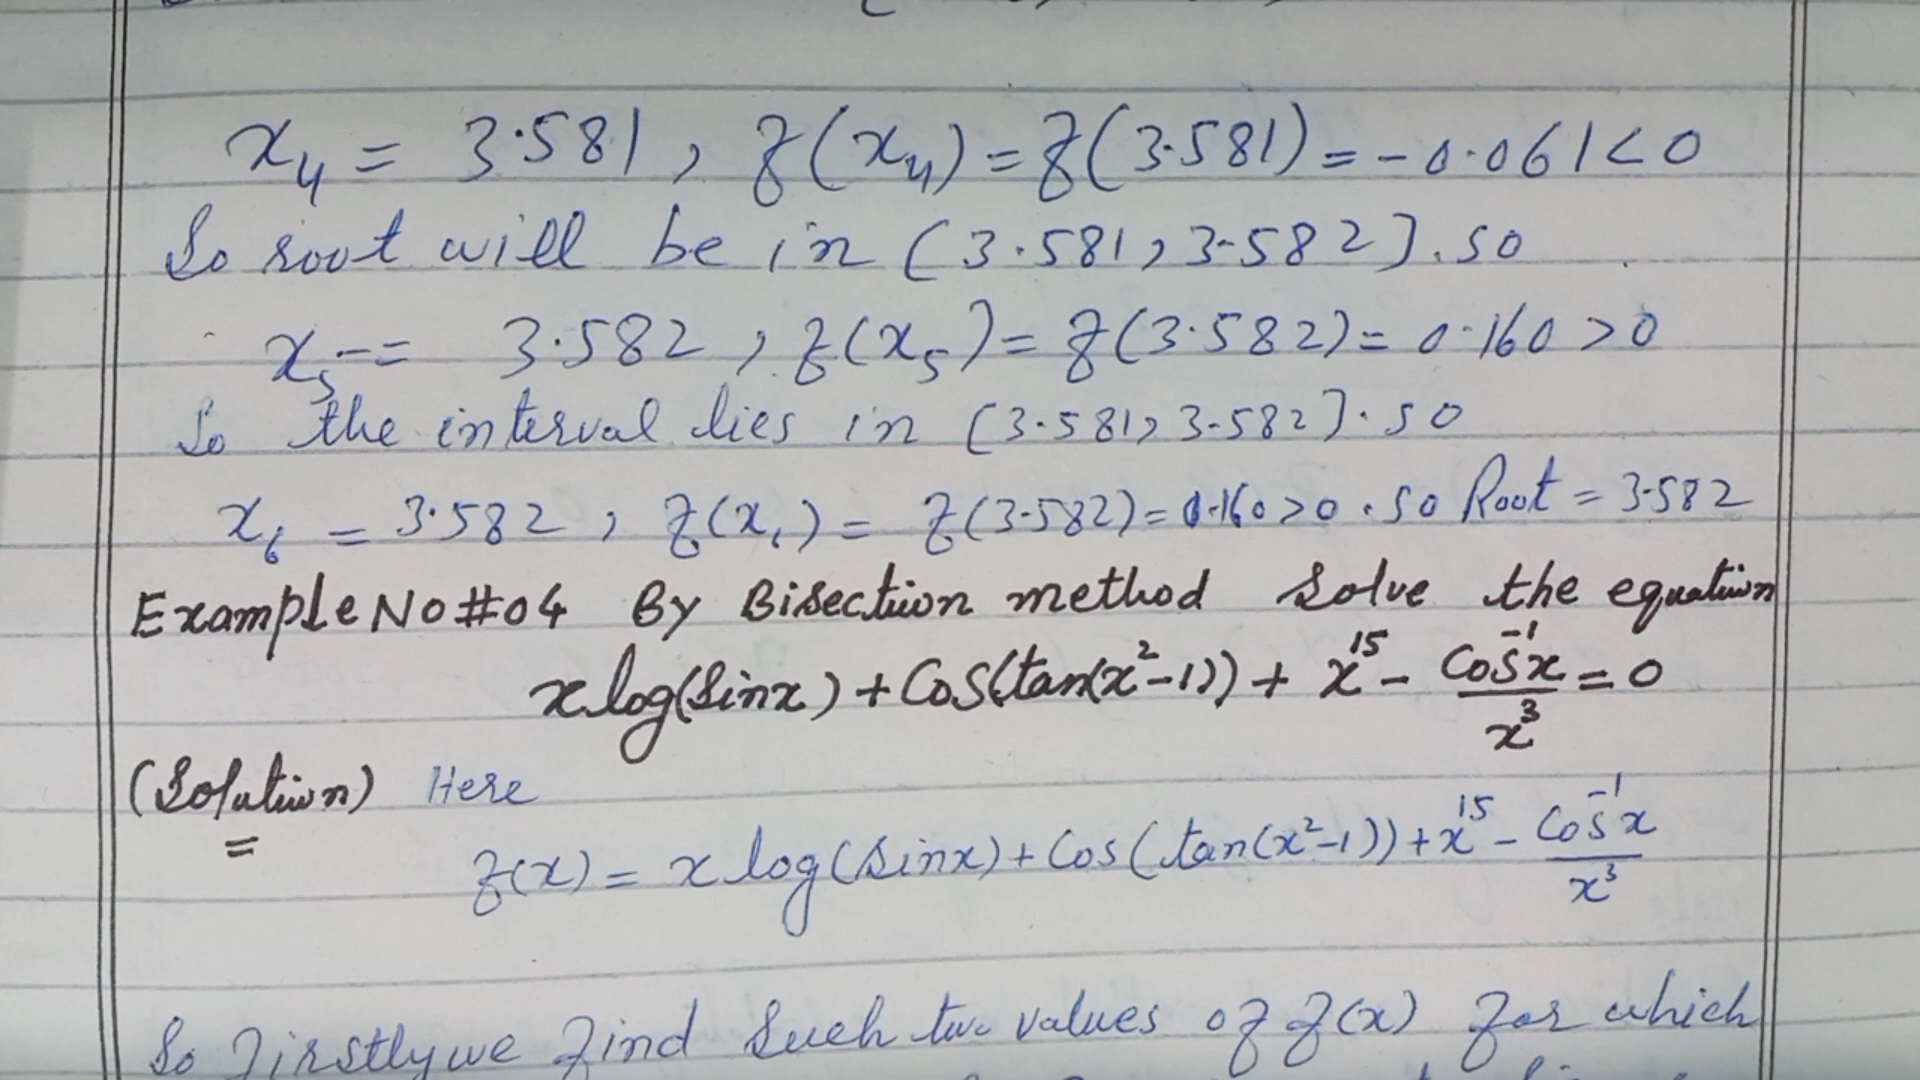 x₄ = 3.581, f(x₄) = f(3.581) = -0.061 < 0
So root will be in [3.581, 3.582]. so
x₅ = 3.582, f(x₅) = f(3.582) = 0.160 > 0
So the interval lies in [3.581, 3.582]. so
x₆ = 3.582, f(x₆) = f(3.582) = 0.160 > 0. so Root = 3.582
Example No #04 By Bisection method Solve the equation
x log(Sinx) + Cos(tan(x²-1)) + x¹⁵ - Cos⁻¹x/x³ = 0
(Solution) Here
=
f(x) = x log(Sinx) + Cos(tan(x²-1)) + x¹⁵ - Cos⁻¹x/x³
So firstly we find Such two values of f(x) for which